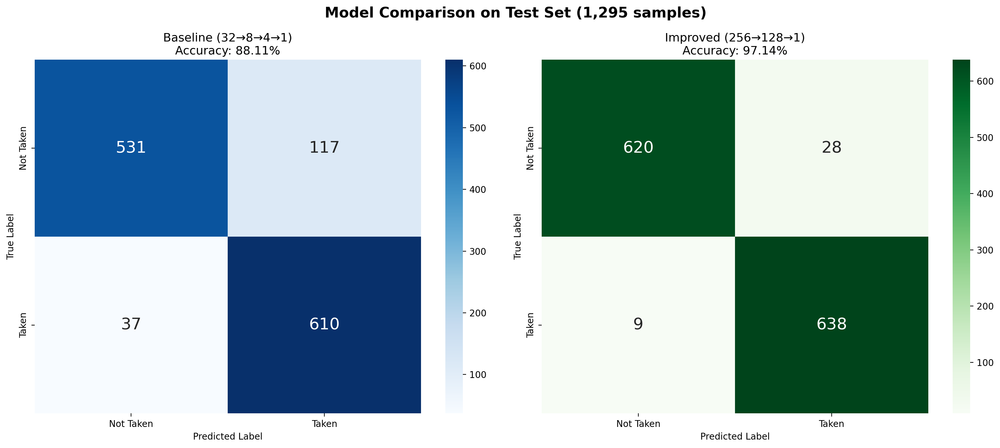 Model Comparison on Test Set (1,295 samples)
Baseline (32→8→4→1)
Accuracy: 88.11%
True Label
Not Taken
Taken
531
117
37
610
Not Taken
Taken
Predicted Label
600
500
400
300
200
100
Improved (256→128→1)
Accuracy: 97.14%
True Label
Not Taken
Taken
620
28
9
638
Not Taken
Taken
Predicted Label
600
500
400
300
200
100